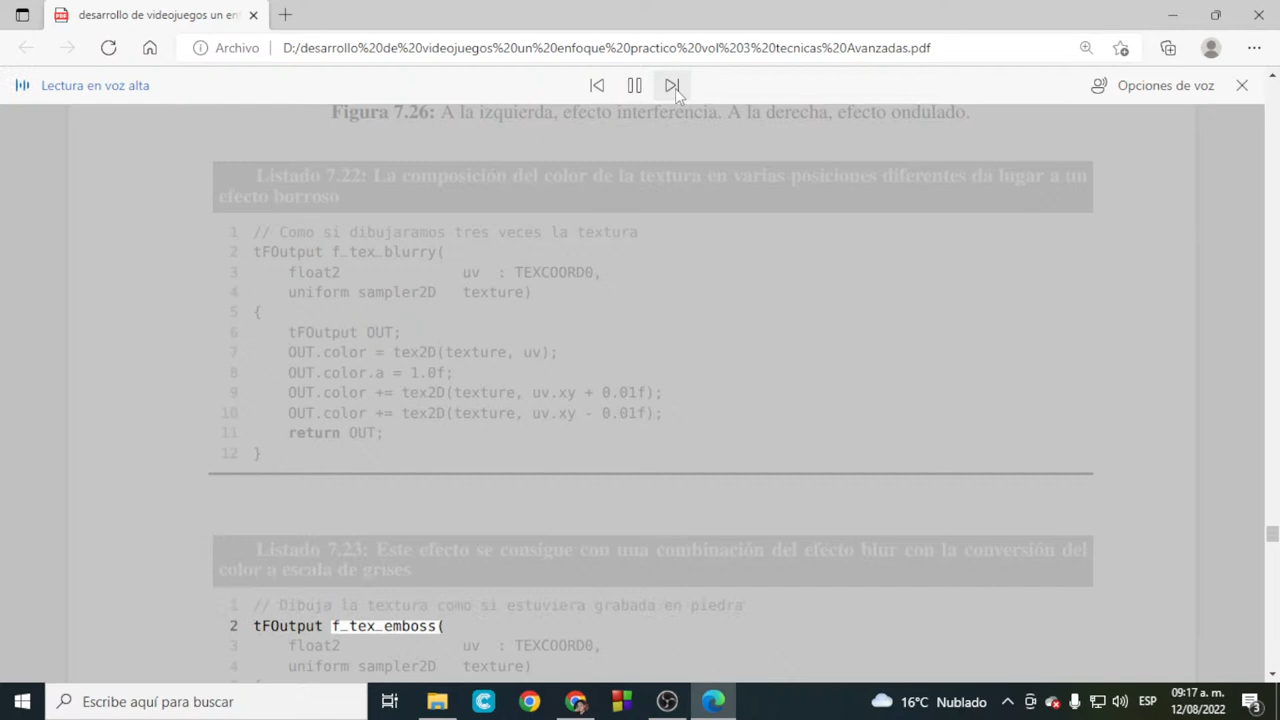 desarrollo de videojuegos un en
Archivo
D:/desarrollo%20de%20videojuegos%20un%20enfoque%20practico%20vol%203%20tecnicas%20Avanzadas.pdf
Lectura en voz alta
Opciones de voz
Figura 7.26: A la izquierda, efecto interferencia. A la derecha, efecto ondulado.
Listado 7.22: La composición del color de la textura en varias posiciones diferentes da lugar a un
efecto borroso
1 // Como si dibujaramos tres veces la textura
2 tFOutput f_tex_blurry(
3 float2 uv : TEXCOORD0,
4 uniform sampler2D texture)
5 {
6 tFOutput OUT;
7 OUT.color = tex2D(texture, uv);
8 OUT.color.a = 1.0f;
9 OUT.color += tex2D(texture, uv.xy + 0.01f);
10 OUT.color += tex2D(texture, uv.xy - 0.01f);
11 return OUT;
12 }
Listado 7.23: Este efecto se consigue con una combinación del efecto blur con la conversión del
color a escala de grises
1 // Dibuja la textura como si estuviera grabada en piedra
2 tFOutput f_tex_emboss(
3 float2 uv : TEXCOORD0,
4 uniform sampler2D texture)
Escribe aquí para buscar
16°C Nublado
ESP
09:17 a. m.
12/08/2022
3